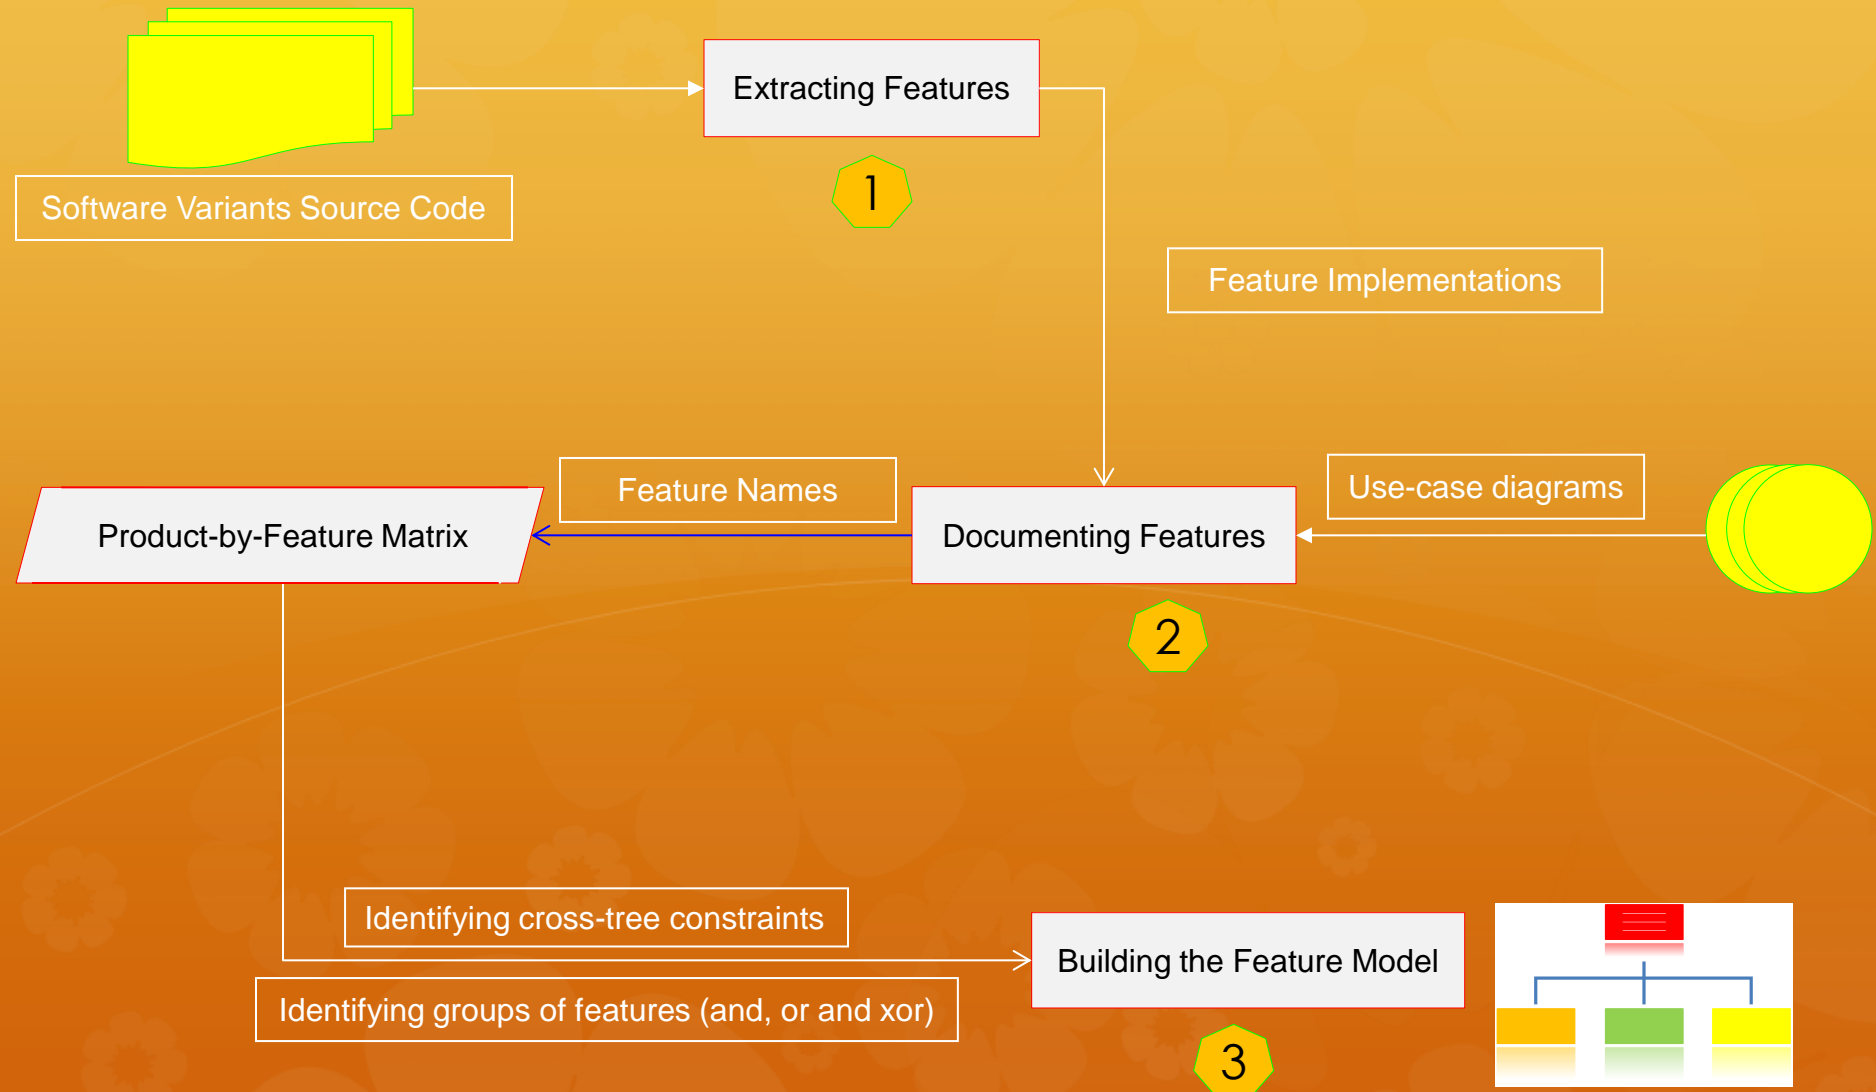 Extracting Features
1
Software Variants Source Code
Feature Implementations
Feature Names
Use-case diagrams
Product-by-Feature Matrix
Documenting Features
2
Identifying cross-tree constraints
Building the Feature Model
Identifying groups of features (and, or and xor)
3